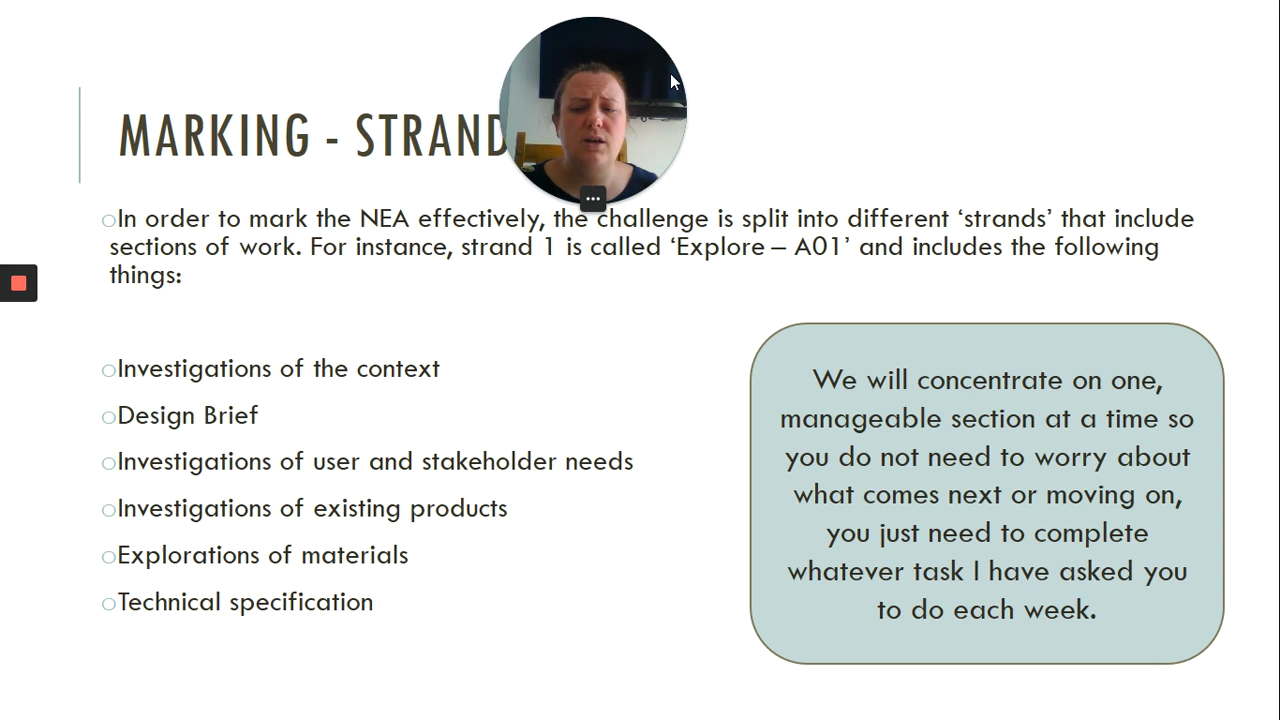 MARKING - STRAND
In order to mark the NEA effectively, the challenge is split into different ‘strands’ that include
sections of work. For instance, strand 1 is called ‘Explore – A01’ and includes the following
things:
Investigations of the context
Design Brief
Investigations of user and stakeholder needs
Investigations of existing products
Explorations of materials
Technical specification
We will concentrate on one,
manageable section at a time so
you do not need to worry about
what comes next or moving on,
you just need to complete
whatever task I have asked you
to do each week.